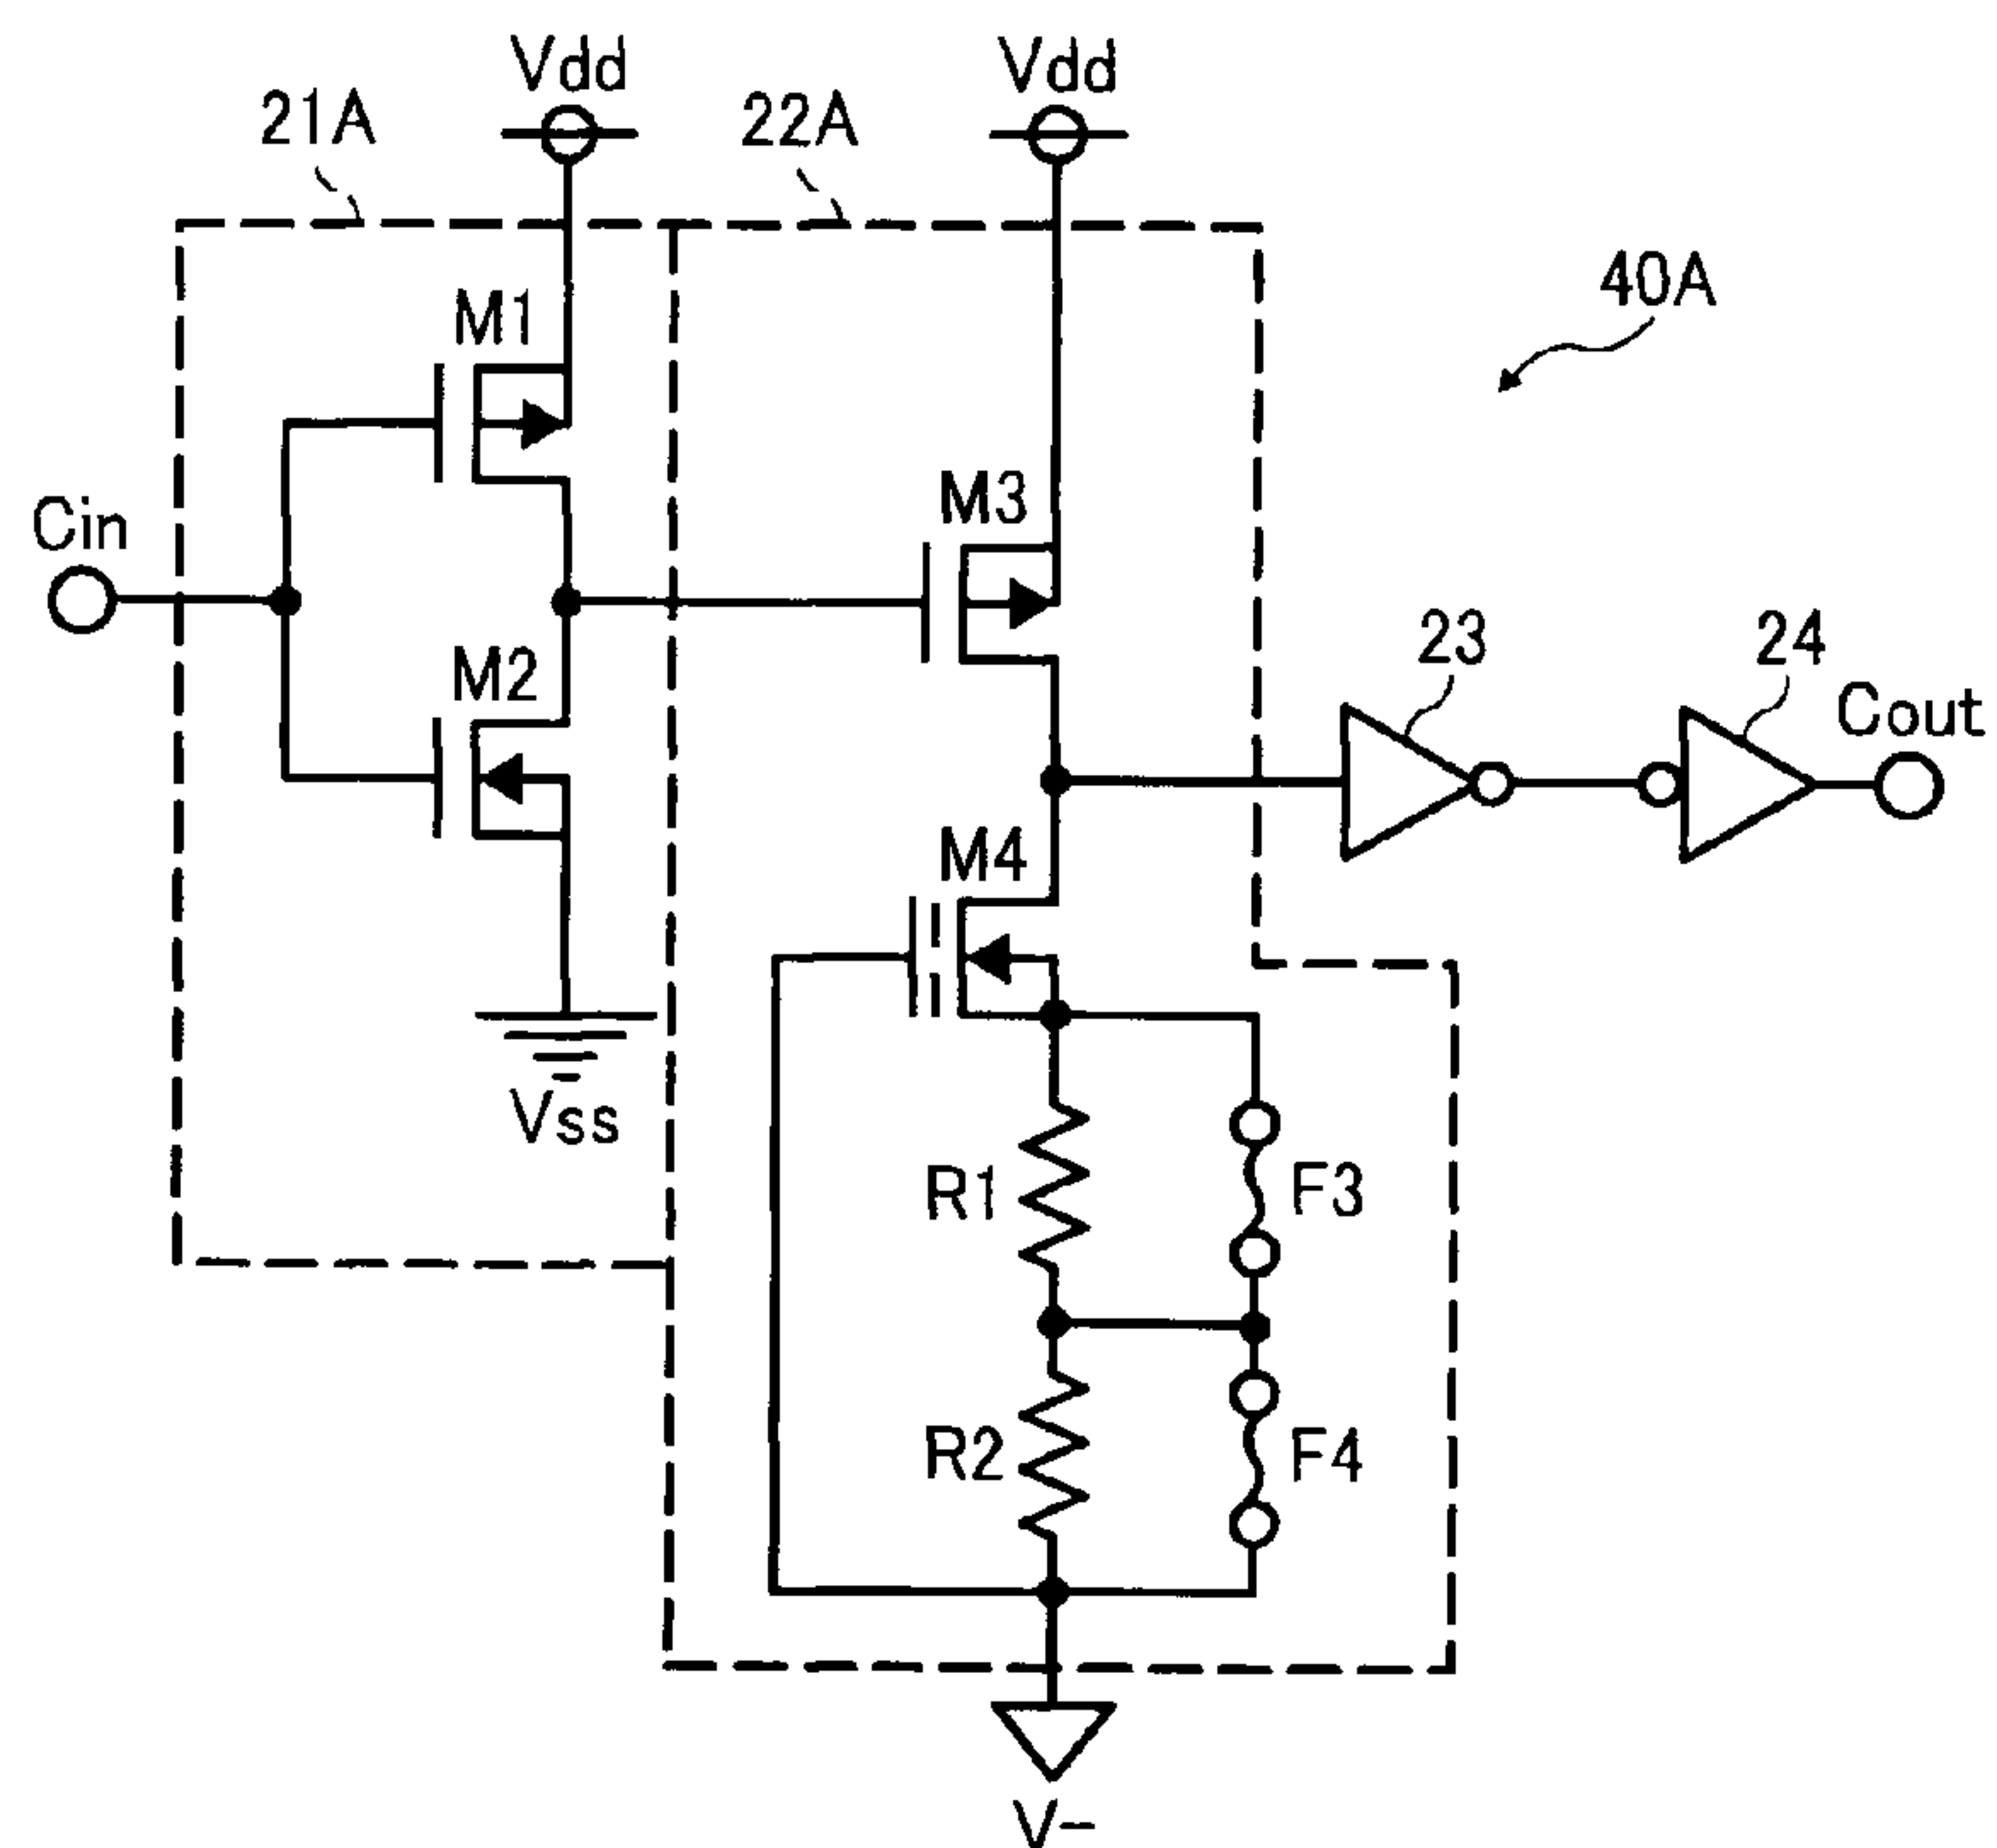 Vdd
Vdd
21A
22A
40A
M1
M3
Cin
23
24
M2
Cout
M4
Vss
R1
F3
R2
F4
V−